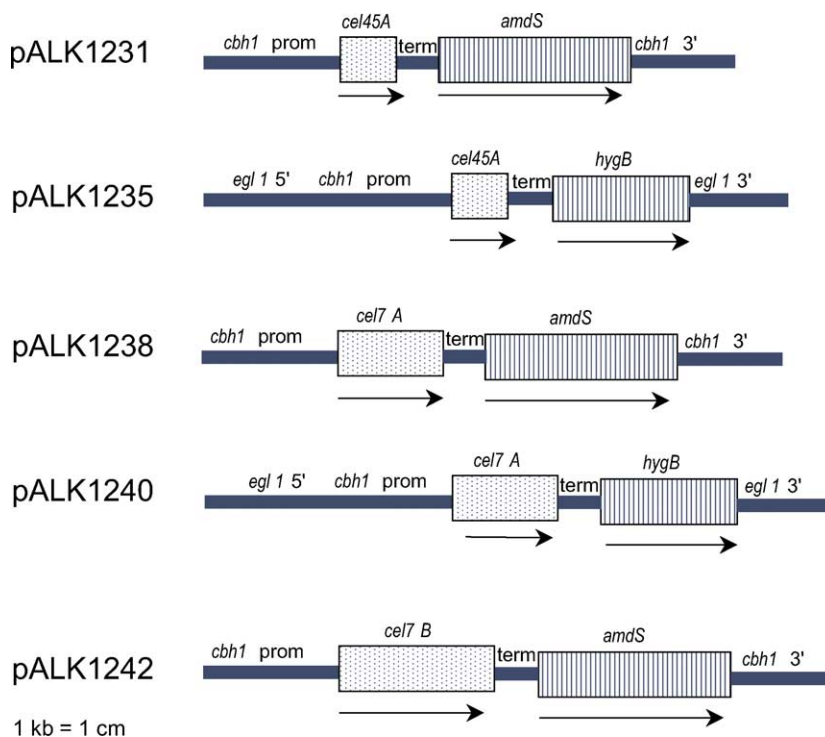 cel45A amdS
pALK1231 cbh1 prom term cbh1 3'
cel45A hygB
pALK1235 egl 1 5' cbh1 prom term egl 1 3'
cel7 A amdS
pALK1238 cbh1 prom term cbh1 3'
cel7 A hygB
pALK1240 egl 1 5' cbh1 prom term egl 1 3'
cel7 B amdS
pALK1242 cbh1 prom term cbh1 3'
1 kb = 1 cm